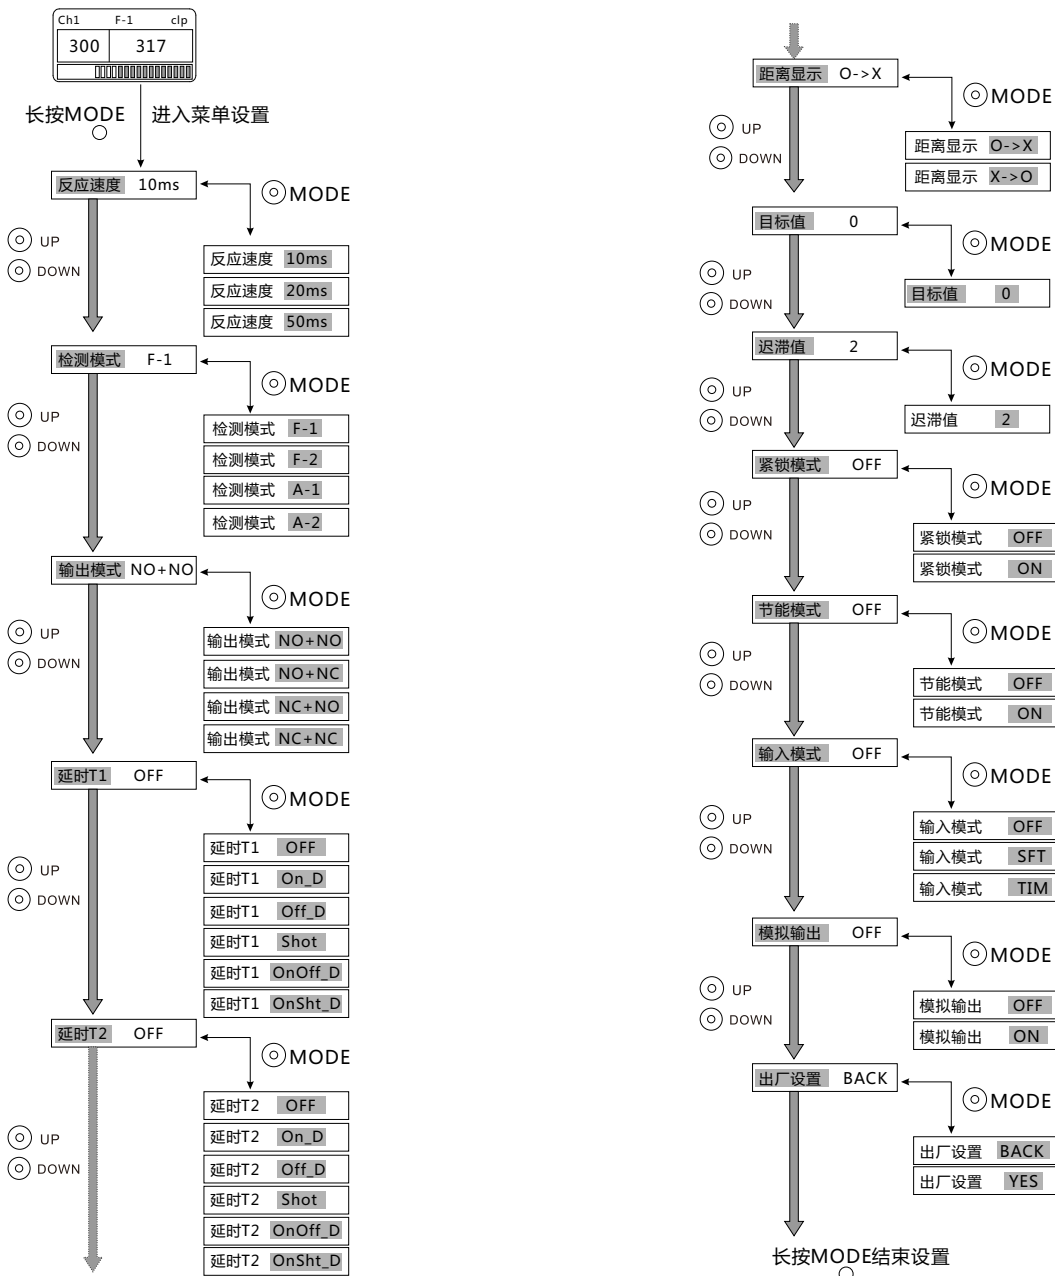 Ch1 F-1 clp
300 317
长按MODE 进入菜单设置
反应速度 10ms
MODE
UP
DOWN
反应速度 10ms
反应速度 20ms
反应速度 50ms
检测模式 F-1
MODE
UP
DOWN
检测模式 F-1
检测模式 F-2
检测模式 A-1
检测模式 A-2
输出模式 NO+NO
MODE
UP
DOWN
输出模式 NO+NO
输出模式 NO+NC
输出模式 NC+NO
输出模式 NC+NC
延时T1 OFF
MODE
UP
DOWN
延时T1 OFF
延时T1 On_D
延时T1 Off_D
延时T1 Shot
延时T1 OnOff_D
延时T1 OnSht_D
延时T2 OFF
MODE
UP
DOWN
延时T2 OFF
延时T2 On_D
延时T2 Off_D
延时T2 Shot
延时T2 OnOff_D
延时T2 OnSht_D
距离显示 O->X
MODE
UP
DOWN
距离显示 O->X
距离显示 X->O
目标值 0
MODE
UP
DOWN
目标值 0
迟滞值 2
MODE
UP
DOWN
迟滞值 2
紧锁模式 OFF
MODE
UP
DOWN
紧锁模式 OFF
紧锁模式 ON
节能模式 OFF
MODE
UP
DOWN
节能模式 OFF
节能模式 ON
输入模式 OFF
MODE
UP
DOWN
输入模式 OFF
输入模式 SFT
输入模式 TIM
模拟输出 OFF
MODE
UP
DOWN
模拟输出 OFF
模拟输出 ON
出厂设置 BACK
MODE
出厂设置 BACK
出厂设置 YES
长按MODE结束设置